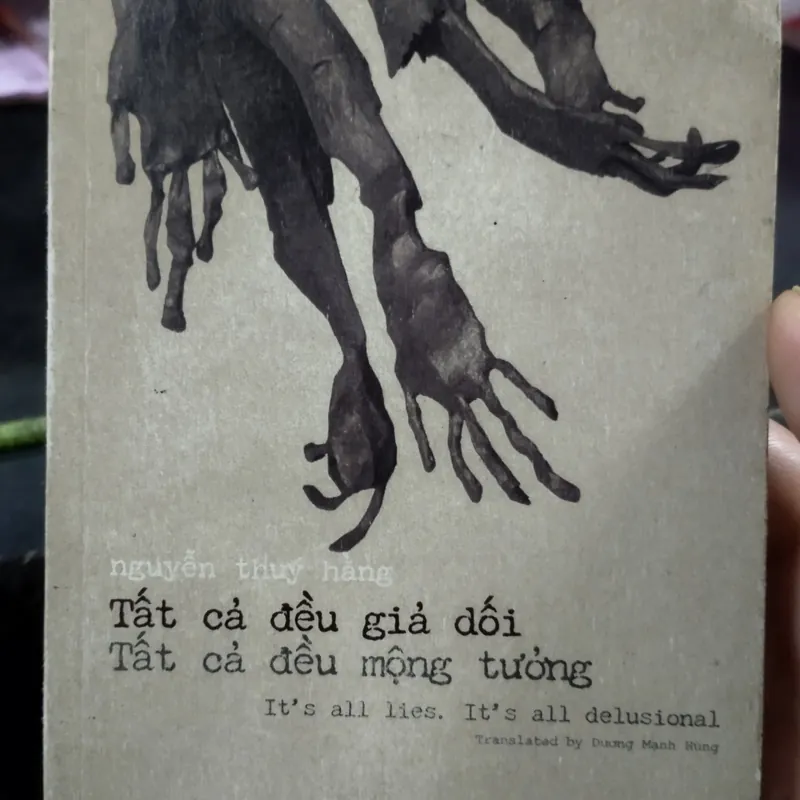 nguyễn thuý hằng
Tất cả đều giả dối
Tất cả đều mộng tưởng
It's all lies. It's all delusional
Translated by Dương Mạnh Hùng